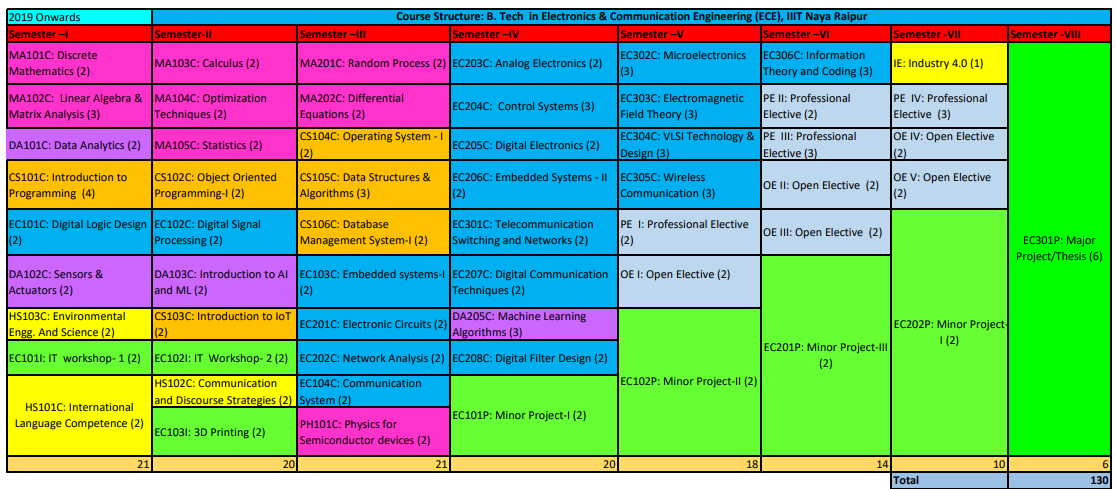 2019 Onwards
Course Structure: B. Tech in Electronics & Communication Engineering (ECE), IIIT Naya Raipur
Semester –I
Semester-II
Semester –III
Semester –IV
Semester –V
Semester –VI
Semester -VII
Semester -VIII
MA101C: Discrete
Mathematics (2)
MA103C: Calculus (2)
MA201C: Random Process (2)
EC203C: Analog Electronics (2)
EC302C: Microelectronics
(3)
EC306C: Information
Theory and Coding (3)
IE: Industry 4.0 (1)
MA102C: Linear Algebra &
Matrix Analysis (3)
MA104C: Optimization
Techniques (2)
MA202C: Differential
Equations (2)
EC204C: Control Systems (3)
EC303C: Electromagnetic
Field Theory (3)
PE II: Professional
Elective (2)
PE IV: Professional
Elective (3)
DA101C: Data Analytics (2)
MA105C: Statistics (2)
CS104C: Operating System - I
(2)
EC205C: Digital Electronics (2)
EC304C: VLSI Technology &
Design (3)
PE III: Professional
Elective (3)
OE IV: Open Elective
(2)
CS101C: Introduction to
Programming (4)
CS102C: Object Oriented
Programming-I (2)
CS105C: Data Structures &
Algorithms (3)
EC206C: Embedded Systems - II
(2)
EC305C: Wireless
Communication (3)
OE II: Open Elective (2)
OE V: Open Elective
(2)
EC101C: Digital Logic Design
(2)
EC102C: Digital Signal
Processing (2)
CS106C: Database
Management System-I (2)
EC301C: Telecommunication
Switching and Networks (2)
PE I: Professional Elective
(2)
OE III: Open Elective (2)
EC301P: Major
Project/Thesis (6)
DA102C: Sensors &
Actuators (2)
DA103C: Introduction to AI
and ML (2)
EC103C: Embedded systems-I
(2)
EC207C: Digital Communication
Techniques (2)
OE I: Open Elective (2)
HS103C: Environmental
Engg. And Science (2)
CS103C: Introduction to IoT
(2)
EC201C: Electronic Circuits (2)
DA205C: Machine Learning
Algorithms (3)
EC202P: Minor Project-
I (2)
EC101I: IT workshop- 1 (2)
EC102I: IT Workshop- 2 (2)
EC202C: Network Analysis (2)
EC208C: Digital Filter Design (2)
EC201P: Minor Project-III
(2)
HS101C: International
Language Competence (2)
HS102C: Communication
and Discourse Strategies (2)
EC104C: Communication
System (2)
EC102P: Minor Project-II (2)
EC103I: 3D Printing (2)
PH101C: Physics for
Semiconductor devices (2)
EC101P: Minor Project-I (2)
21
20
21
20
18
14
10
6
Total
130